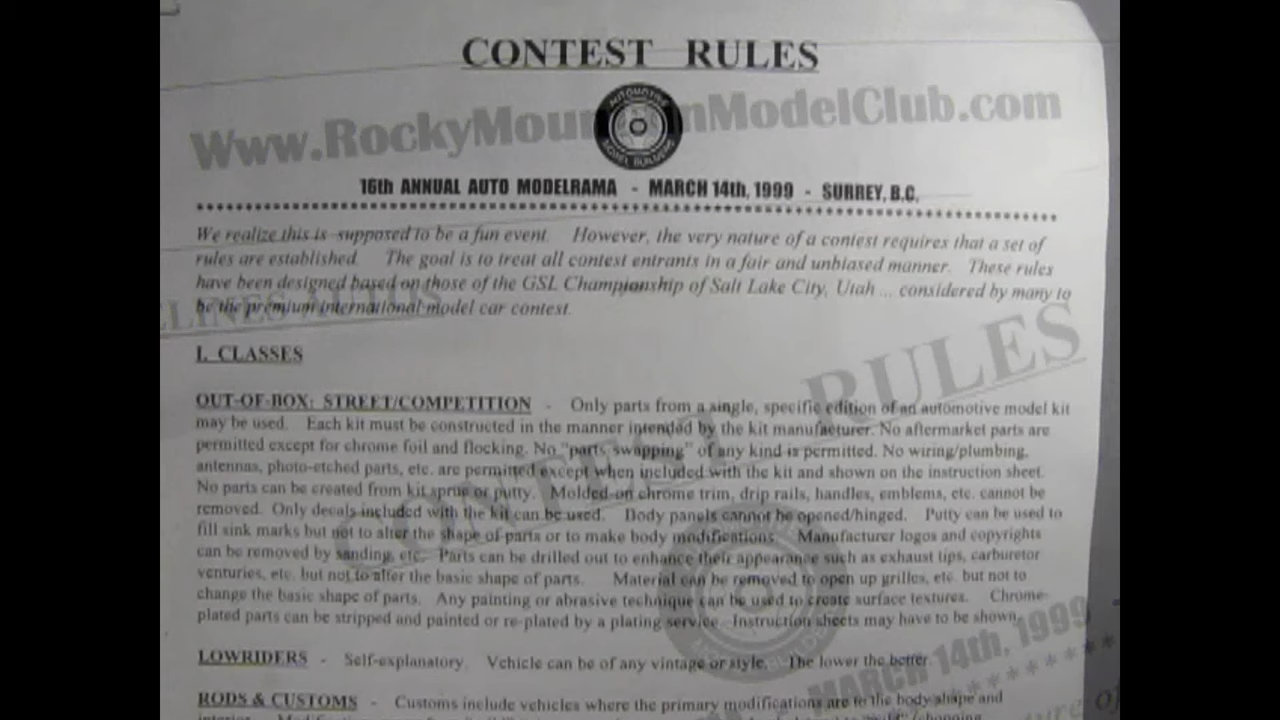 CONTEST RULES
Www.RockyMoun nModelClub.com
AUTOMOTIVE
MODEL BUILDERS
16th ANNUAL AUTO MODELRAMA - MARCH 14th, 1999 - SURREY, B.C.
We realize this is supposed to be a fun event. However, the very nature of a contest requires that a set of
rules are established. The goal is to treat all contest entrants in a fair and unbiased manner. These rules
have been designed based on those of the GSL Championship of Salt Lake City, Utah ... considered by many to
be the premium international model car contest.
I. CLASSES
OUT-OF-BOX: STREET/COMPETITION - Only parts from a single, specific edition of an automotive model kit
may be used. Each kit must be constructed in the manner intended by the kit manufacturer. No aftermarket parts are
permitted except for chrome foil and flocking. No "parts swapping" of any kind is permitted. No wiring/plumbing,
antennas, photo-etched parts, etc. are permitted except when included with the kit and shown on the instruction sheet.
No parts can be created from kit sprue or putty. Molded-on chrome trim, drip rails, handles, emblems, etc. cannot be
removed. Only decals included with the kit can be used. Body panels cannot be opened/hinged. Putty can be used to
fill sink marks but not to alter the shape of parts or to make body modifications. Manufacturer logos and copyrights
can be removed by sanding, etc. Parts can be drilled out to enhance their appearance such as exhaust tips, carburetor
venturies, etc. but not to alter the basic shape of parts. Material can be removed to open up grilles, etc. but not to
change the basic shape of parts. Any painting or abrasive technique can be used to create surface textures. Chrome-
plated parts can be stripped and painted or re-plated by a plating service. Instruction sheets may have to be shown.
LOWRIDERS - Self-explanatory. Vehicle can be of any vintage or style. The lower the better.
RODS & CUSTOMS - Customs include vehicles where the primary modifications are to the body shape and
CONTEST RULES
MARCH 14th, 1999